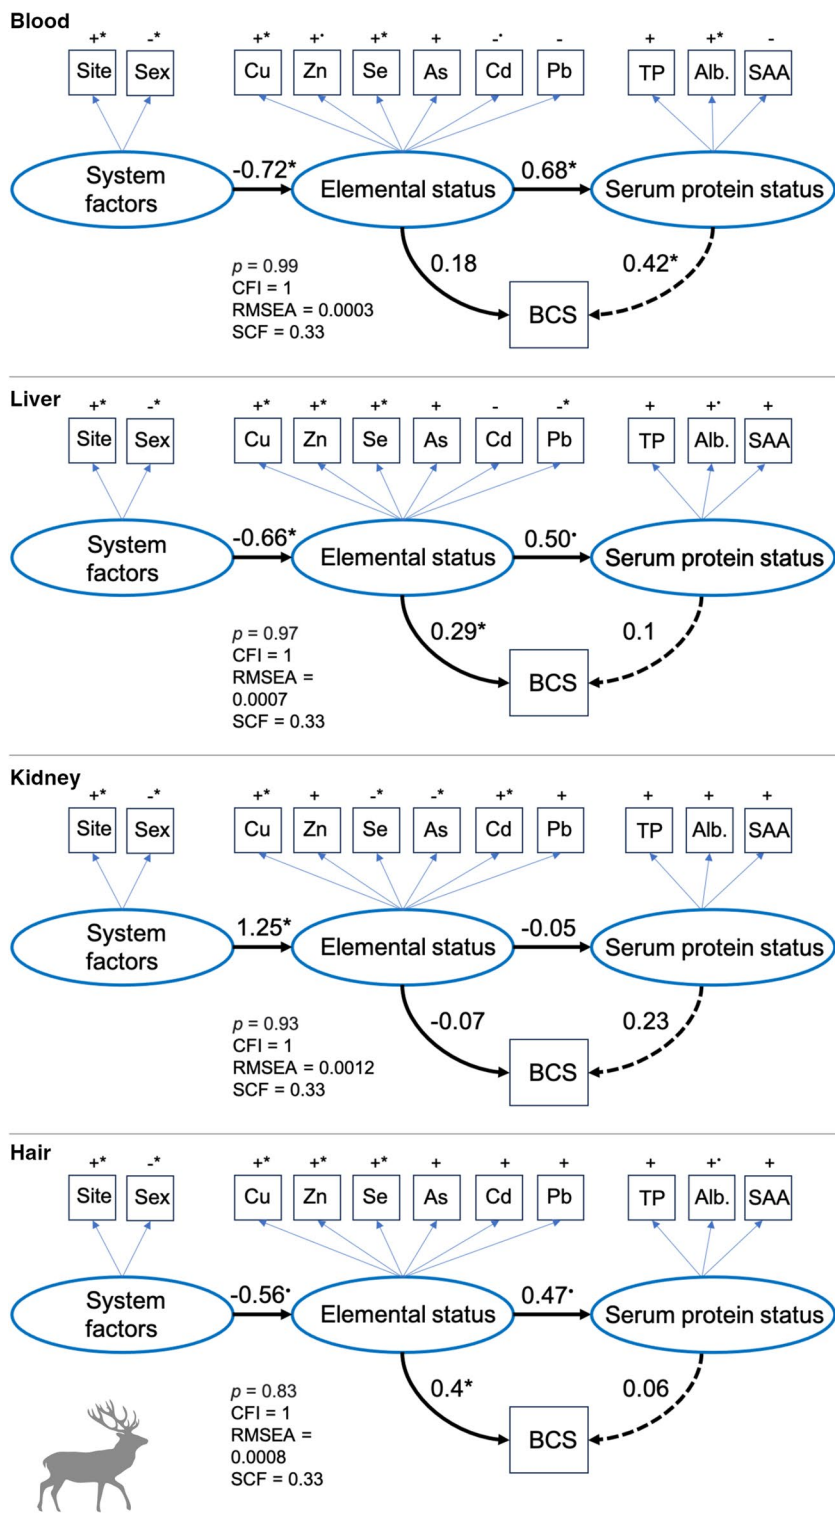 Blood
+* -* +* +· +* + -· - + +* -
Site Sex Cu Zn Se As Cd Pb TP Alb. SAA
System factors -0.72* Elemental status 0.68* Serum protein status
0.18 0.42*
p = 0.99
CFI = 1
RMSEA = 0.0003
SCF = 0.33
BCS
Liver
+* -* +* +* +* + - -* + +· +
Site Sex Cu Zn Se As Cd Pb TP Alb. SAA
System factors -0.66* Elemental status 0.50· Serum protein status
0.29* 0.1
p = 0.97
CFI = 1
RMSEA =
0.0007
SCF = 0.33
BCS
Kidney
+* -* +* + -* -* +* + + + +
Site Sex Cu Zn Se As Cd Pb TP Alb. SAA
System factors 1.25* Elemental status -0.05 Serum protein status
-0.07 0.23
p = 0.93
CFI = 1
RMSEA = 0.0012
SCF = 0.33
BCS
Hair
+* -* +* +* +* + + + + +· +
Site Sex Cu Zn Se As Cd Pb TP Alb. SAA
System factors -0.56· Elemental status 0.47· Serum protein status
0.4* 0.06
p = 0.83
CFI = 1
RMSEA =
0.0008
SCF = 0.33
BCS